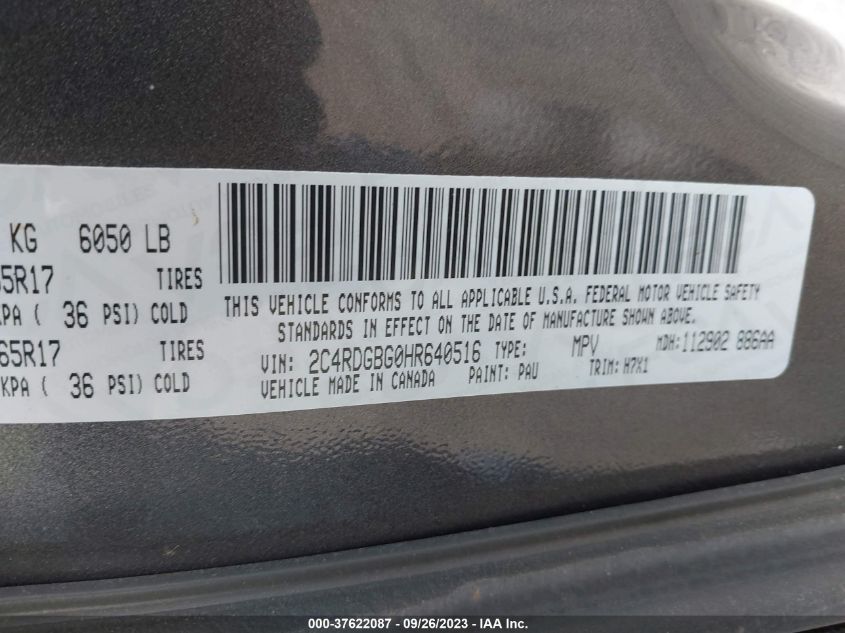 KG 6050 LB
65R17 TIRES
KPA ( 36 PSI) COLD
65R17 TIRES
KPA ( 36 PSI) COLD
THIS VEHICLE CONFORMS TO ALL APPLICABLE U.S.A. FEDERAL MOTOR VEHICLE SAFETY
STANDARDS IN EFFECT ON THE DATE OF MANUFACTURE SHOWN ABOVE.
VIN: 2C4RDGBG0HR640516 TYPE: MPV MDH: 112902 886AA
VEHICLE MADE IN CANADA PAINT: PAU TRIM: H7X1
000-37622087 - 09/26/2023 - © IAA Inc.